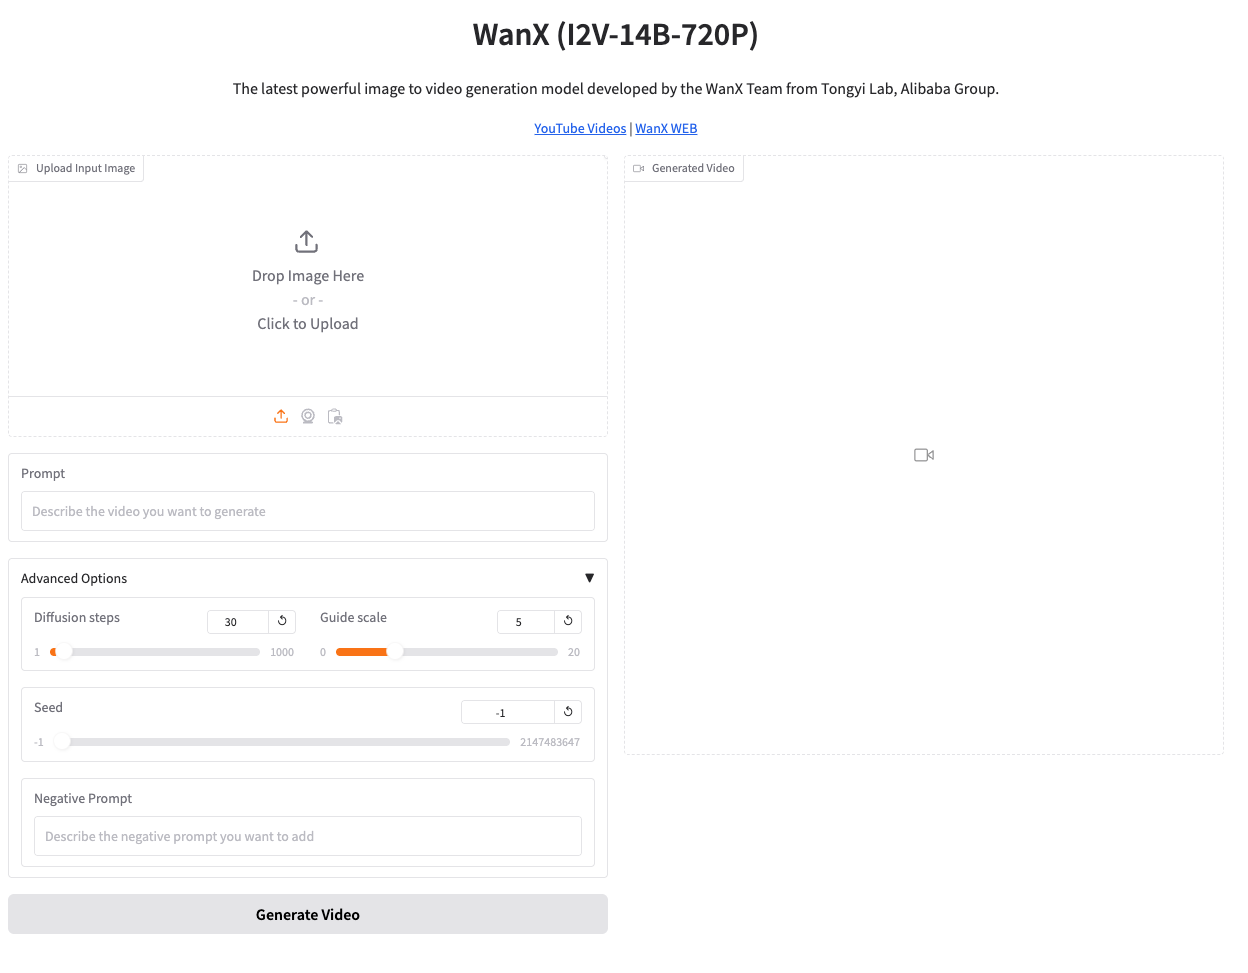 WanX (I2V-14B-720P)
The latest powerful image to video generation model developed by the WanX Team from Tongyi Lab, Alibaba Group.
YouTube Videos | WanX WEB
Upload Input Image
Drop Image Here
- or -
Click to Upload
Prompt
Describe the video you want to generate
Advanced Options ▼
Diffusion steps 30
1 1000
Guide scale 5
0 20
Seed -1
-1 2147483647
Negative Prompt
Describe the negative prompt you want to add
Generate Video
Generated Video